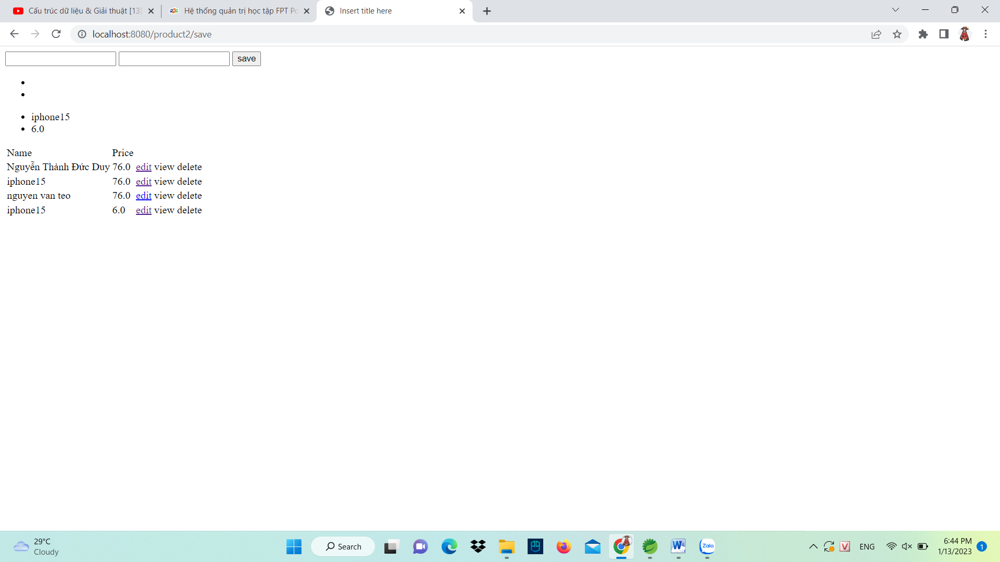 Cấu trúc dữ liệu & Giải thuật [13]
Hệ thống quản trị học tập FPT Po
Insert title here
localhost:8080/product2/save
save
iphone15
6.0
Name Price
Nguyễn Thành Đức Duy 76.0 edit view delete
iphone15 76.0 edit view delete
nguyen van teo 76.0 edit view delete
iphone15 6.0 edit view delete
29°C
Cloudy
Search
Zalo
ENG
6:44 PM
1/13/2023
1